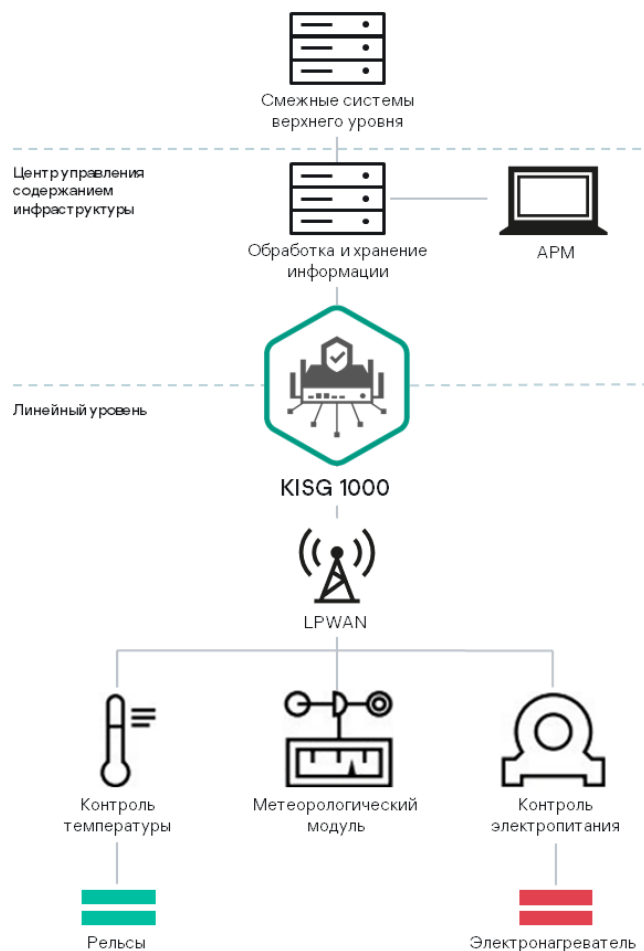 Смежные системы
верхнего уровня
Центр управления
содержанием
инфраструктуры
Обработка и хранение
информации
АРМ
Линейный уровень
KISG 1000
LPWAN
Контроль
температуры
Метеорологический
модуль
Контроль
электропитания
Рельсы
Электронагреватель